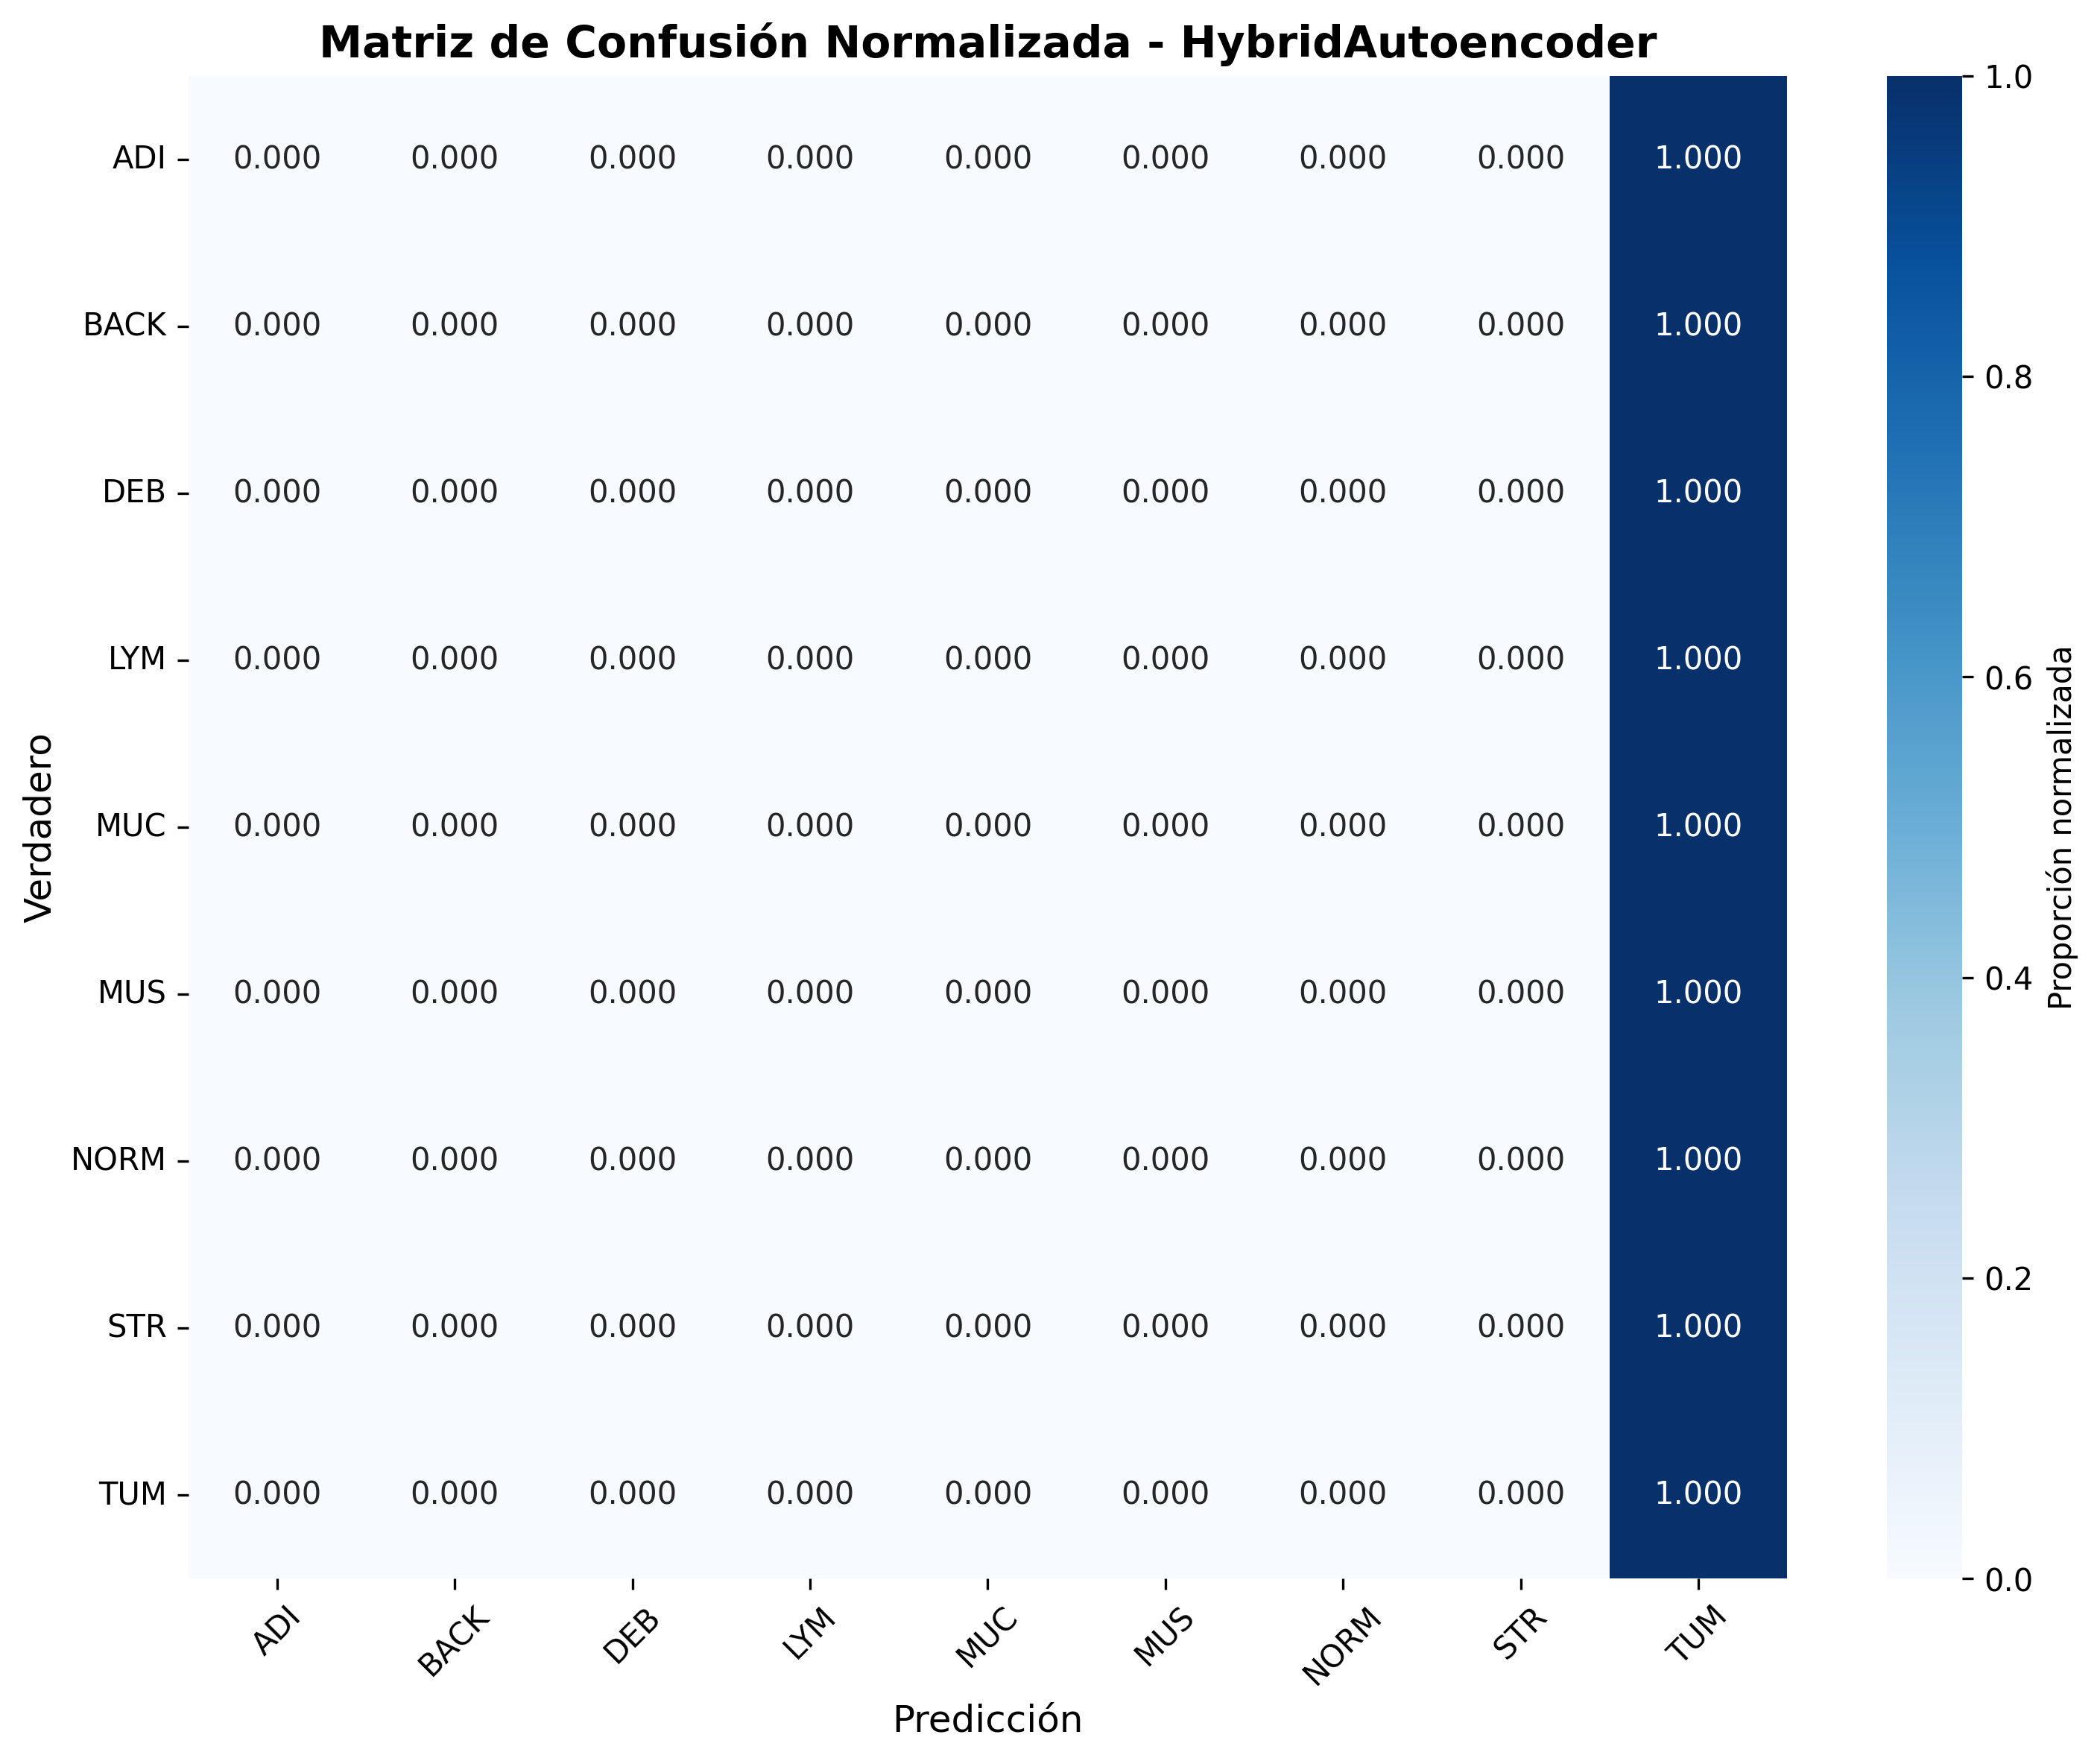 Matriz de Confusión Normalizada - HybridAutoencoder
ADI 0.000 0.000 0.000 0.000 0.000 0.000 0.000 0.000 1.000
BACK 0.000 0.000 0.000 0.000 0.000 0.000 0.000 0.000 1.000
DEB 0.000 0.000 0.000 0.000 0.000 0.000 0.000 0.000 1.000
LYM 0.000 0.000 0.000 0.000 0.000 0.000 0.000 0.000 1.000
MUC 0.000 0.000 0.000 0.000 0.000 0.000 0.000 0.000 1.000
MUS 0.000 0.000 0.000 0.000 0.000 0.000 0.000 0.000 1.000
NORM 0.000 0.000 0.000 0.000 0.000 0.000 0.000 0.000 1.000
STR 0.000 0.000 0.000 0.000 0.000 0.000 0.000 0.000 1.000
TUM 0.000 0.000 0.000 0.000 0.000 0.000 0.000 0.000 1.000
ADI BACK DEB LYM MUC MUS NORM STR TUM
Predicción
Verdadero
1.0
0.8
0.6
0.4
0.2
0.0
Proporción normalizada